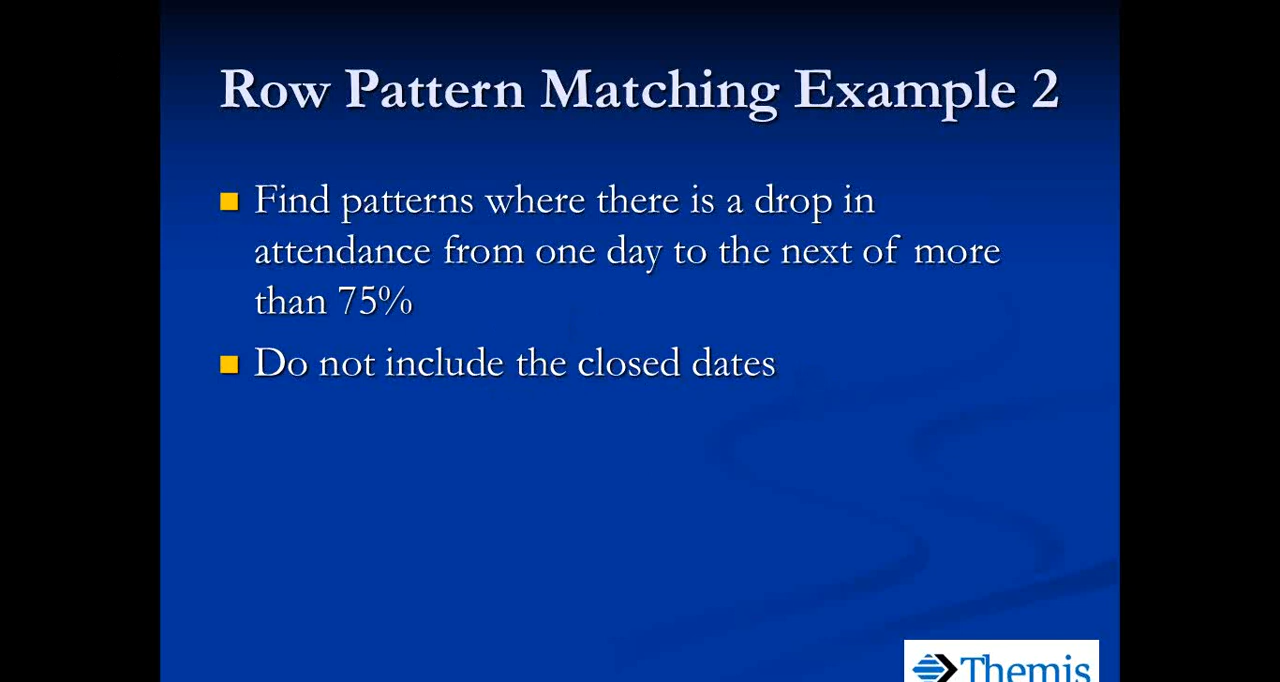 Row Pattern Matching Example 2
Find patterns where there is a drop in
attendance from one day to the next of more
than 75%
Do not include the closed dates
Themis